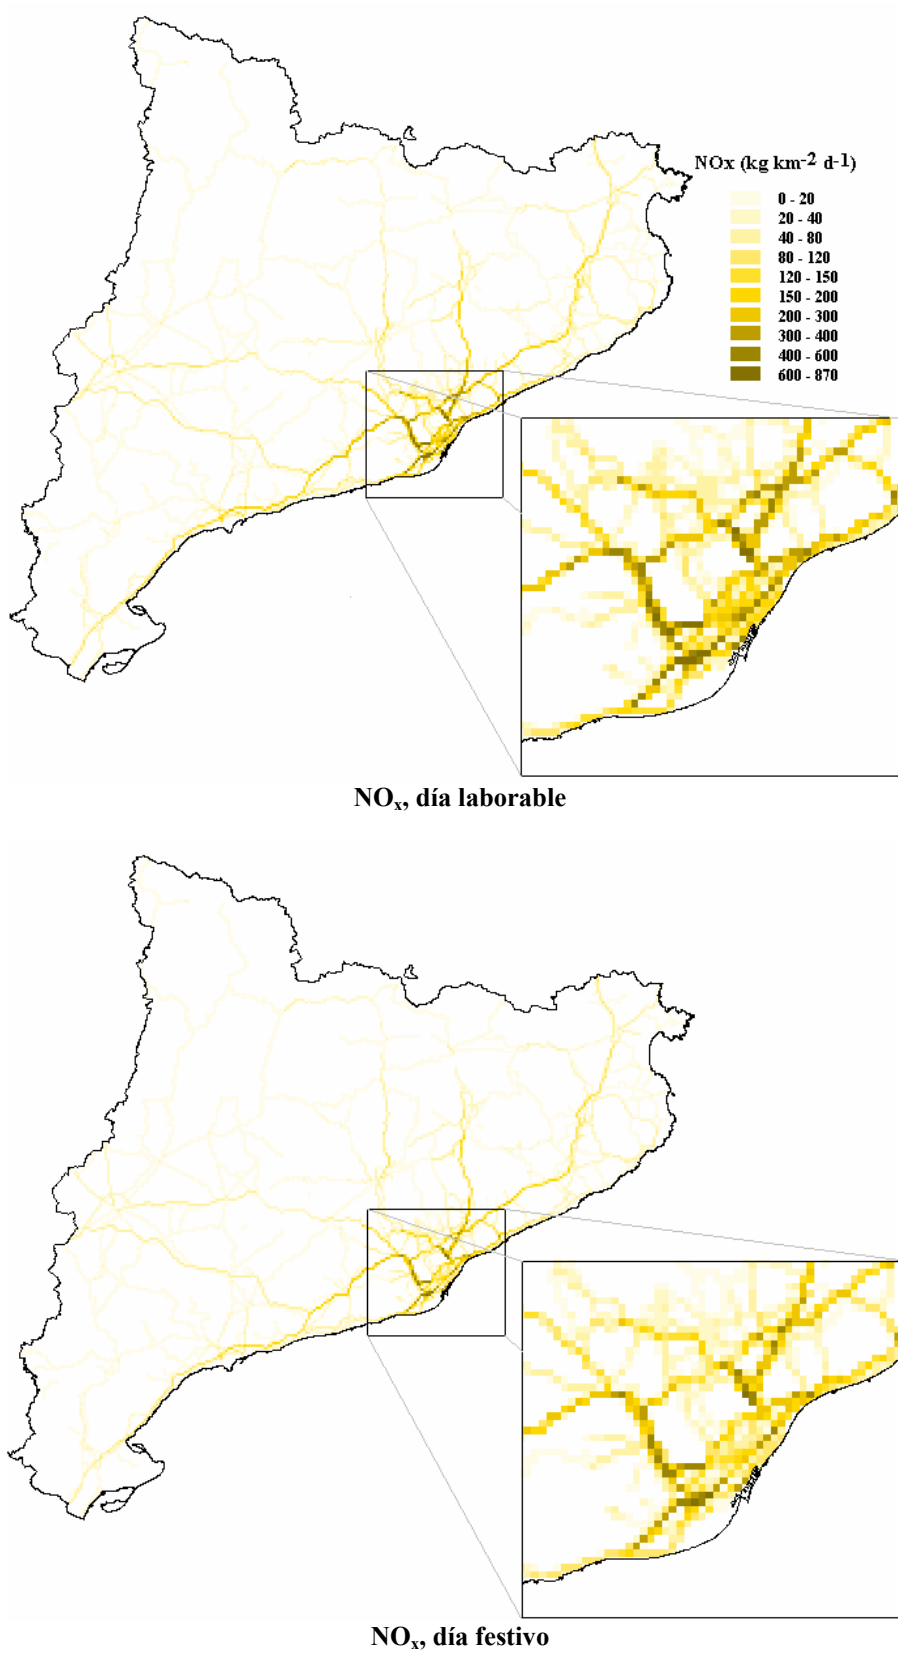 NOx (kg km-2 d-1)
0 - 20
20 - 40
40 - 80
80 - 120
120 - 150
150 - 200
200 - 300
300 - 400
400 - 600
600 - 870
NOx, día laborable
NOx, día festivo